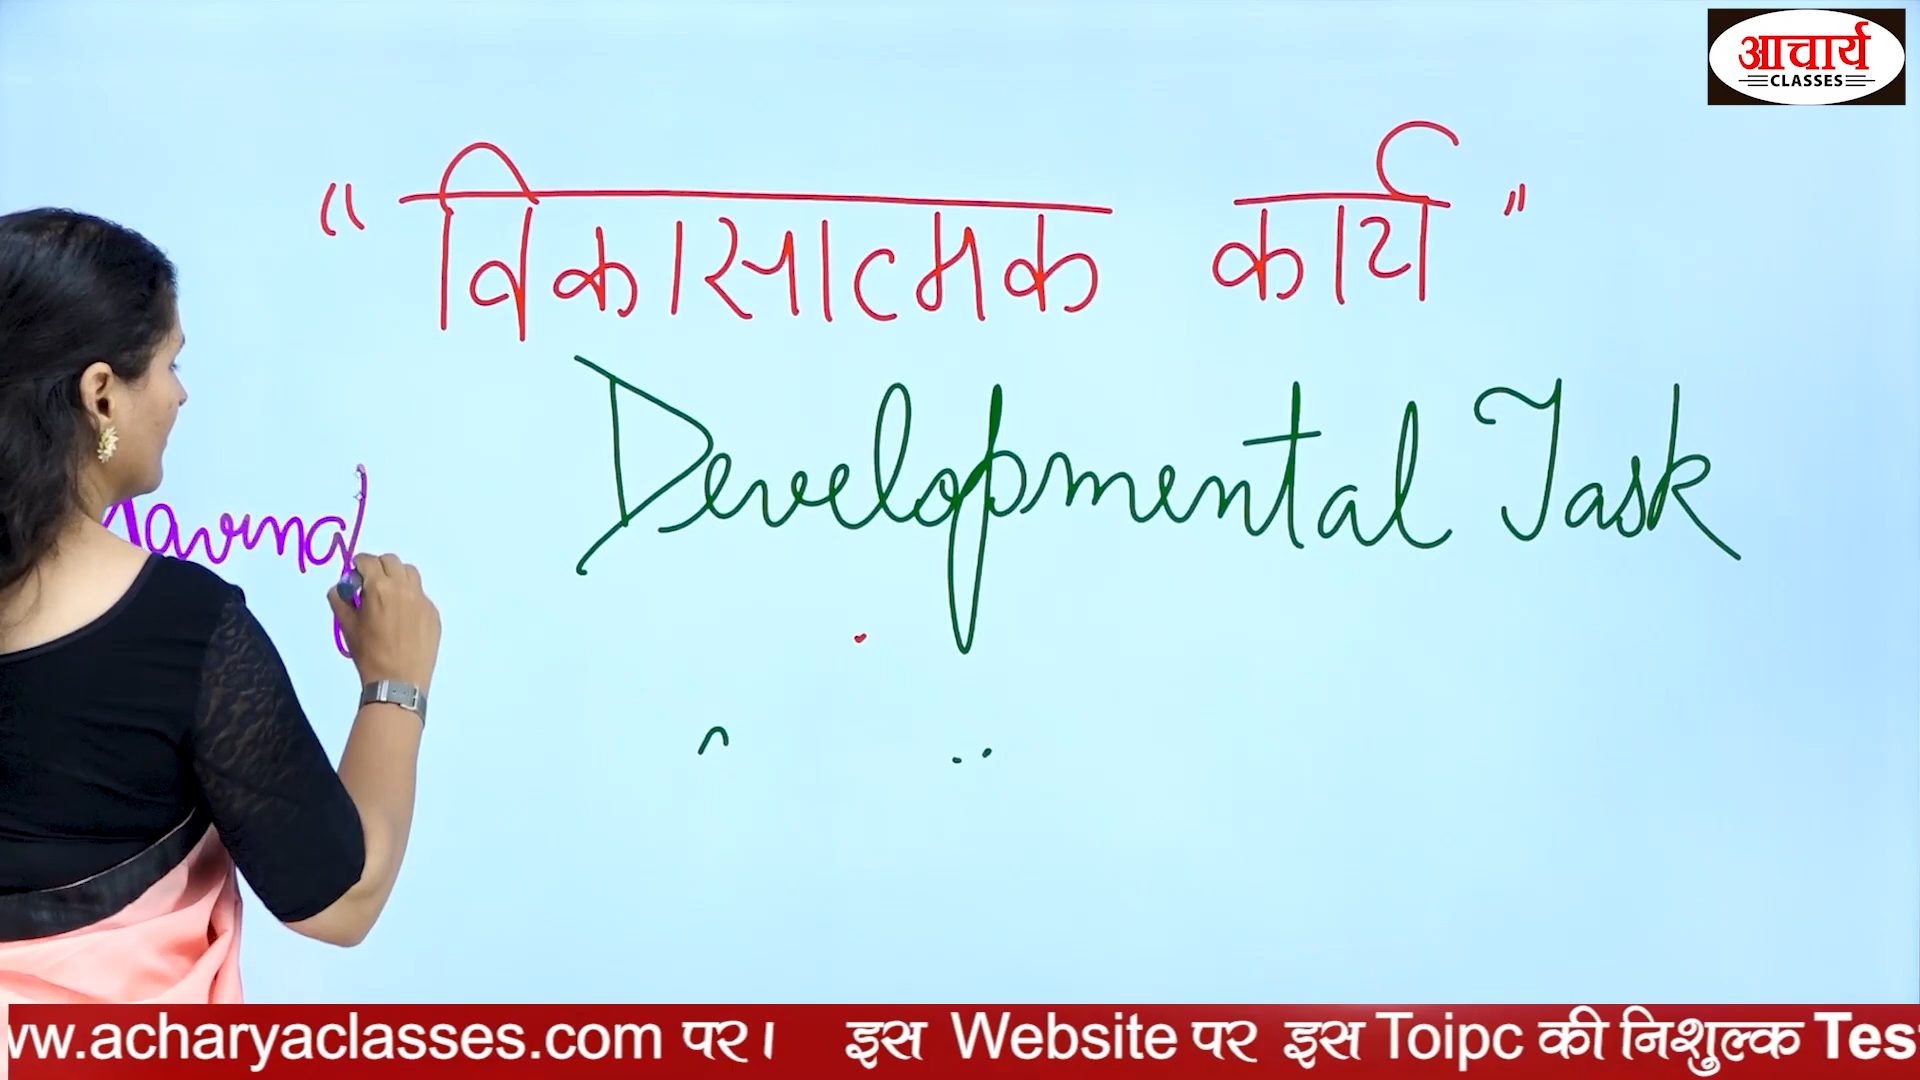 आचार्य
CLASSES
"विकासात्मक कार्य"
Developmental Task
ww.acharyaclasses.com पर। इस Website पर इस Toipc की निशुल्क Tes